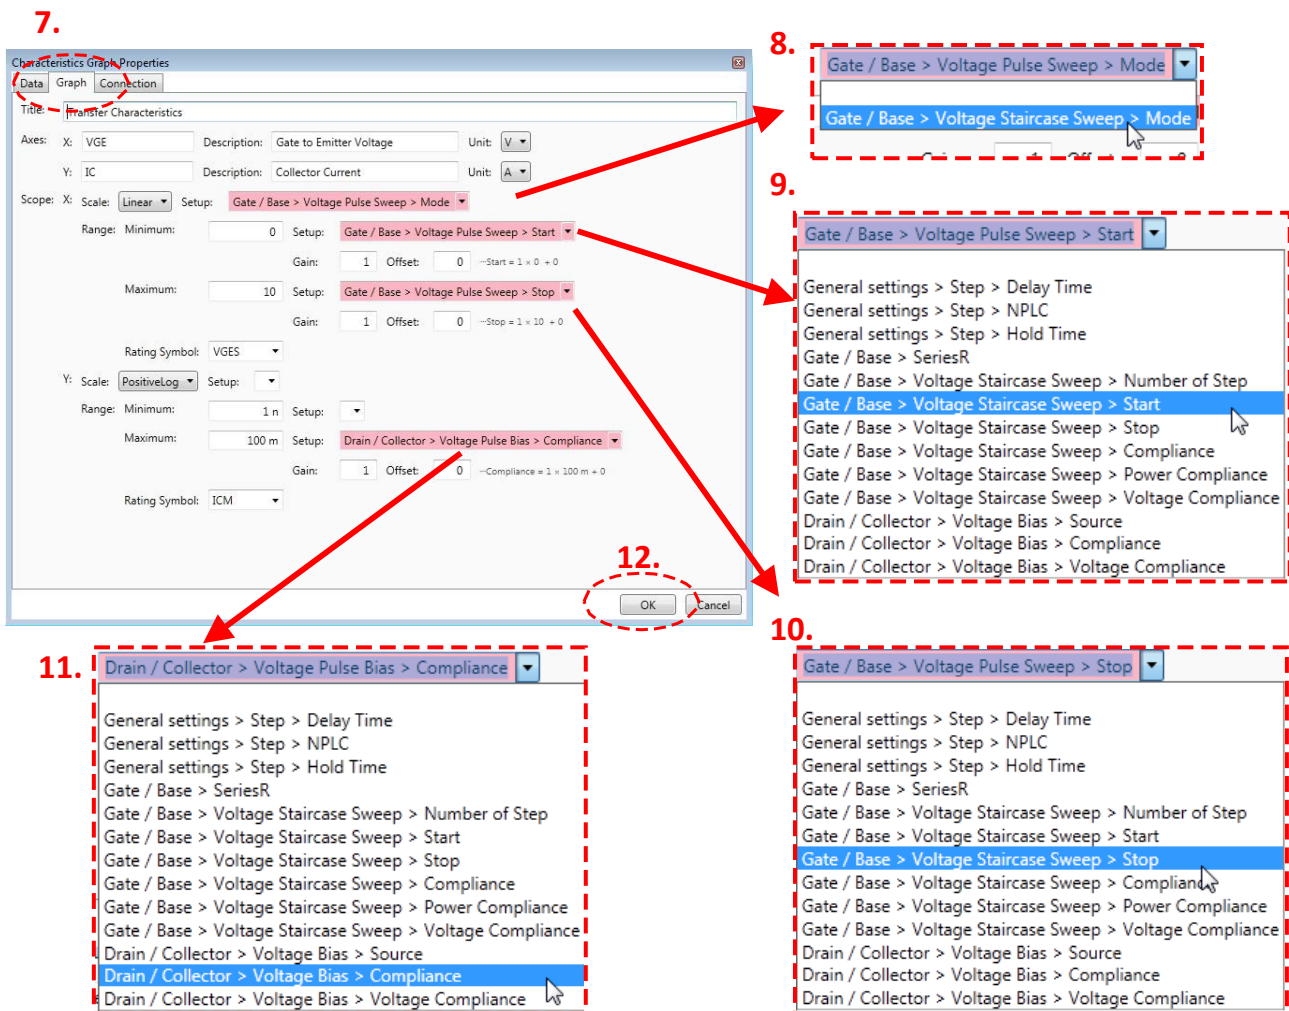 7.
Characteristics Graph Properties
Data Graph Connection
Title: Transfer Characteristics
Axes: X: VGE Description: Gate to Emitter Voltage Unit: V
Y: IC Description: Collector Current Unit: A
Scope: X: Scale: Linear Setup: Gate / Base > Voltage Pulse Sweep > Mode
Range: Minimum: 0 Setup: Gate / Base > Voltage Pulse Sweep > Start
Gain: 1 Offset: 0 --Start = 1 × 0 + 0
Maximum: 10 Setup: Gate / Base > Voltage Pulse Sweep > Stop
Gain: 1 Offset: 0 --Stop = 1 × 10 + 0
Rating Symbol: VGES
Y: Scale: PositiveLog Setup:
Range: Minimum: 1 n Setup:
Maximum: 100 m Setup: Drain / Collector > Voltage Pulse Bias > Compliance
Gain: 1 Offset: 0 --Compliance = 1 × 100 m + 0
Rating Symbol: ICM
12.
OK Cancel
8.
Gate / Base > Voltage Pulse Sweep > Mode
Gate / Base > Voltage Staircase Sweep > Mode
9.
Gate / Base > Voltage Pulse Sweep > Start
General settings > Step > Delay Time
General settings > Step > NPLC
General settings > Step > Hold Time
Gate / Base > SeriesR
Gate / Base > Voltage Staircase Sweep > Number of Step
Gate / Base > Voltage Staircase Sweep > Start
Gate / Base > Voltage Staircase Sweep > Stop
Gate / Base > Voltage Staircase Sweep > Compliance
Gate / Base > Voltage Staircase Sweep > Power Compliance
Gate / Base > Voltage Staircase Sweep > Voltage Compliance
Drain / Collector > Voltage Bias > Source
Drain / Collector > Voltage Bias > Compliance
Drain / Collector > Voltage Bias > Voltage Compliance
10.
Gate / Base > Voltage Pulse Sweep > Stop
General settings > Step > Delay Time
General settings > Step > NPLC
General settings > Step > Hold Time
Gate / Base > SeriesR
Gate / Base > Voltage Staircase Sweep > Number of Step
Gate / Base > Voltage Staircase Sweep > Start
Gate / Base > Voltage Staircase Sweep > Stop
Gate / Base > Voltage Staircase Sweep > Compliance
Gate / Base > Voltage Staircase Sweep > Power Compliance
Gate / Base > Voltage Staircase Sweep > Voltage Compliance
Drain / Collector > Voltage Bias > Source
Drain / Collector > Voltage Bias > Compliance
Drain / Collector > Voltage Bias > Voltage Compliance
11.
Drain / Collector > Voltage Pulse Bias > Compliance
General settings > Step > Delay Time
General settings > Step > NPLC
General settings > Step > Hold Time
Gate / Base > SeriesR
Gate / Base > Voltage Staircase Sweep > Number of Step
Gate / Base > Voltage Staircase Sweep > Start
Gate / Base > Voltage Staircase Sweep > Stop
Gate / Base > Voltage Staircase Sweep > Compliance
Gate / Base > Voltage Staircase Sweep > Power Compliance
Gate / Base > Voltage Staircase Sweep > Voltage Compliance
Drain / Collector > Voltage Bias > Source
Drain / Collector > Voltage Bias > Compliance
Drain / Collector > Voltage Bias > Voltage Compliance